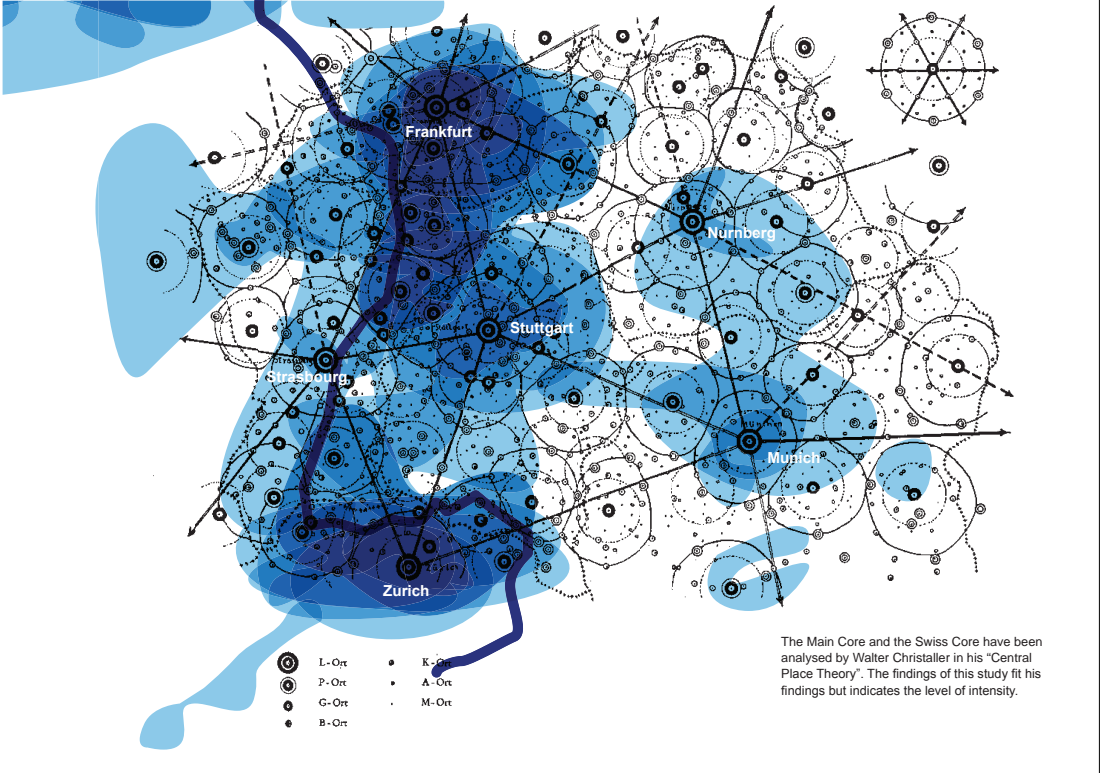 Frankfurt
Nurnberg
Stuttgart
Strasbourg
Munich
Zurich
L-Ort
P-Ort
G-Ort
B-Ort
K-Ort
A-Ort
M-Ort
The Main Core and the Swiss Core have been
analysed by Walter Christaller in his “Central
Place Theory”. The findings of this study fit his
findings but indicates the level of intensity.